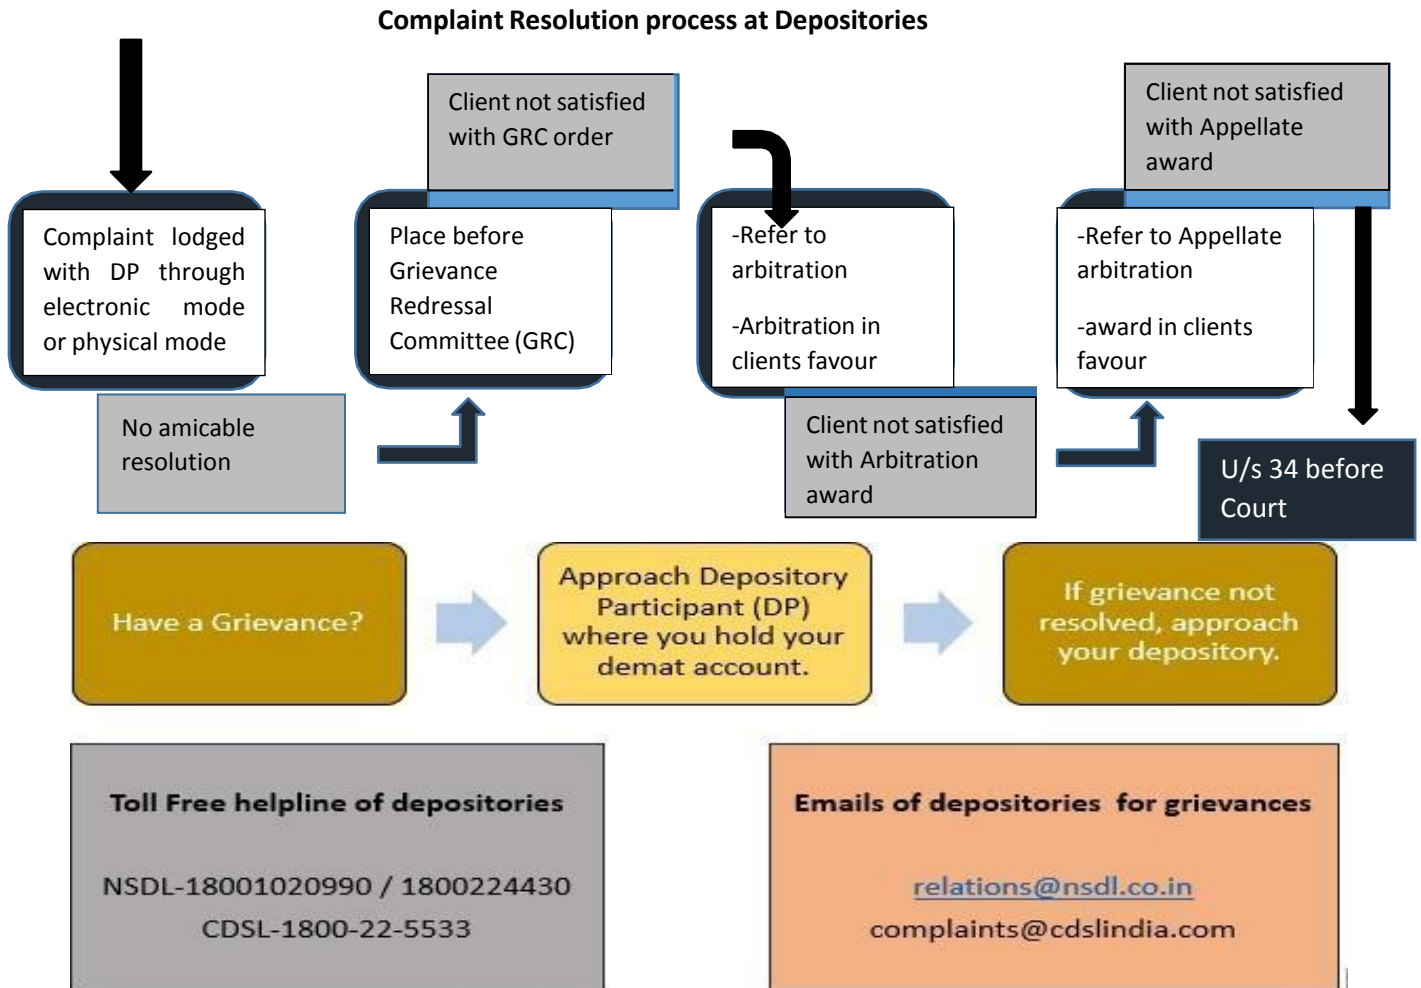 Complaint Resolution process at Depositories
Client not satisfied
with GRC order
Client not satisfied
with Appellate
award
Complaint lodged
with DP through
electronic mode
or physical mode
Place before
Grievance
Redressal
Committee (GRC)
-Refer to
arbitration
-Arbitration in
clients favour
-Refer to Appellate
arbitration
-award in clients
favour
No amicable
resolution
Client not satisfied
with Arbitration
award
U/s 34 before
Court
Have a Grievance?
Approach Depository
Participant (DP)
where you hold your
demat account.
If grievance not
resolved, approach
your depository.
Toll Free helpline of depositories
NSDL-18001020990 / 1800224430
CDSL-1800-22-5533
Emails of depositories for grievances
relations@nsdl.co.in
complaints@cdslindia.com